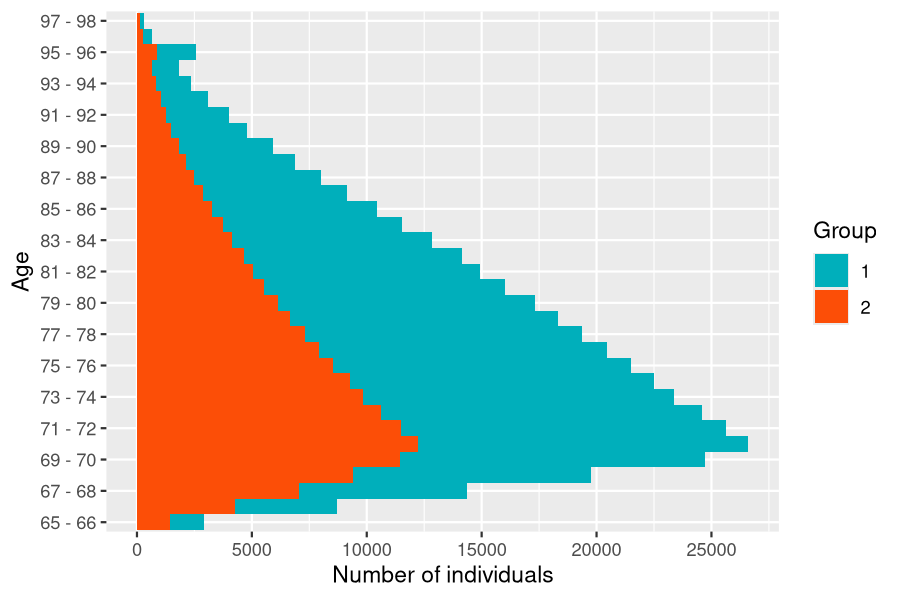 97 - 98
95 - 96
93 - 94
91 - 92
89 - 90
87 - 88
85 - 86
83 - 84
81 - 82
79 - 80
77 - 78
75 - 76
73 - 74
71 - 72
69 - 70
67 - 68
65 - 66
Age
0 5000 10000 15000 20000 25000
Number of individuals
Group
1
2